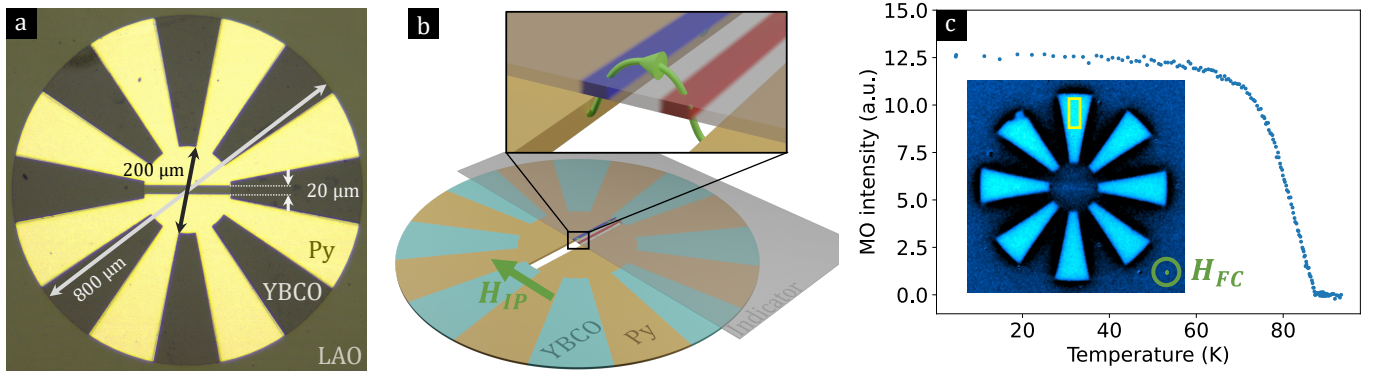 a
200 μm
20 μm
800 μm
Py
YBCO
LAO
b
H_IP
YBCO
Py
Indicator
c
MO intensity (a.u.)
15.0
12.5
10.0
7.5
5.0
2.5
0.0
H_FC
20
40
60
80
Temperature (K)